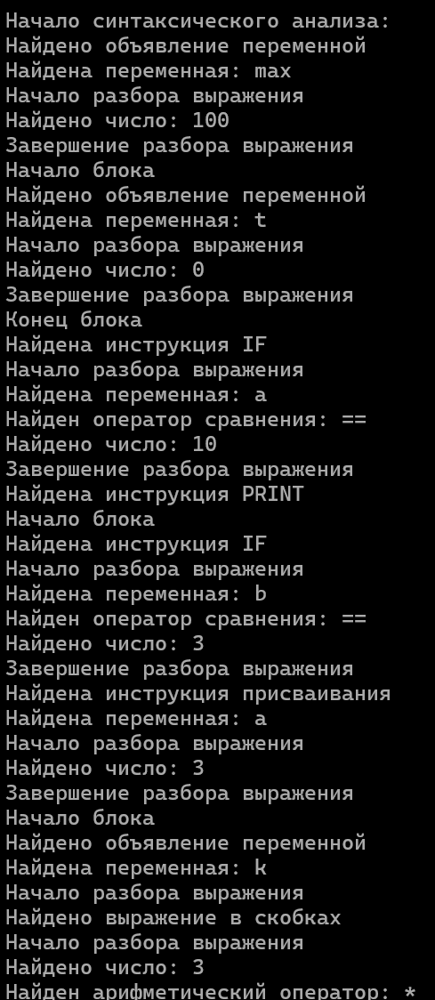 Начало синтаксического анализа:
Найдено объявление переменной
Найдена переменная: max
Начало разбора выражения
Найдено число: 100
Завершение разбора выражения
Начало блока
Найдено объявление переменной
Найдена переменная: t
Начало разбора выражения
Найдено число: 0
Завершение разбора выражения
Конец блока
Найдена инструкция IF
Начало разбора выражения
Найдена переменная: a
Найден оператор сравнения: ==
Найдено число: 10
Завершение разбора выражения
Найдена инструкция PRINT
Начало блока
Найдена инструкция IF
Начало разбора выражения
Найдена переменная: b
Найден оператор сравнения: ==
Найдено число: 3
Завершение разбора выражения
Найдена инструкция присваивания
Найдена переменная: a
Начало разбора выражения
Найдено число: 3
Завершение разбора выражения
Начало блока
Найдено объявление переменной
Найдена переменная: k
Начало разбора выражения
Найдено выражение в скобках
Начало разбора выражения
Найдено число: 3
Найден арифметический оператор: *